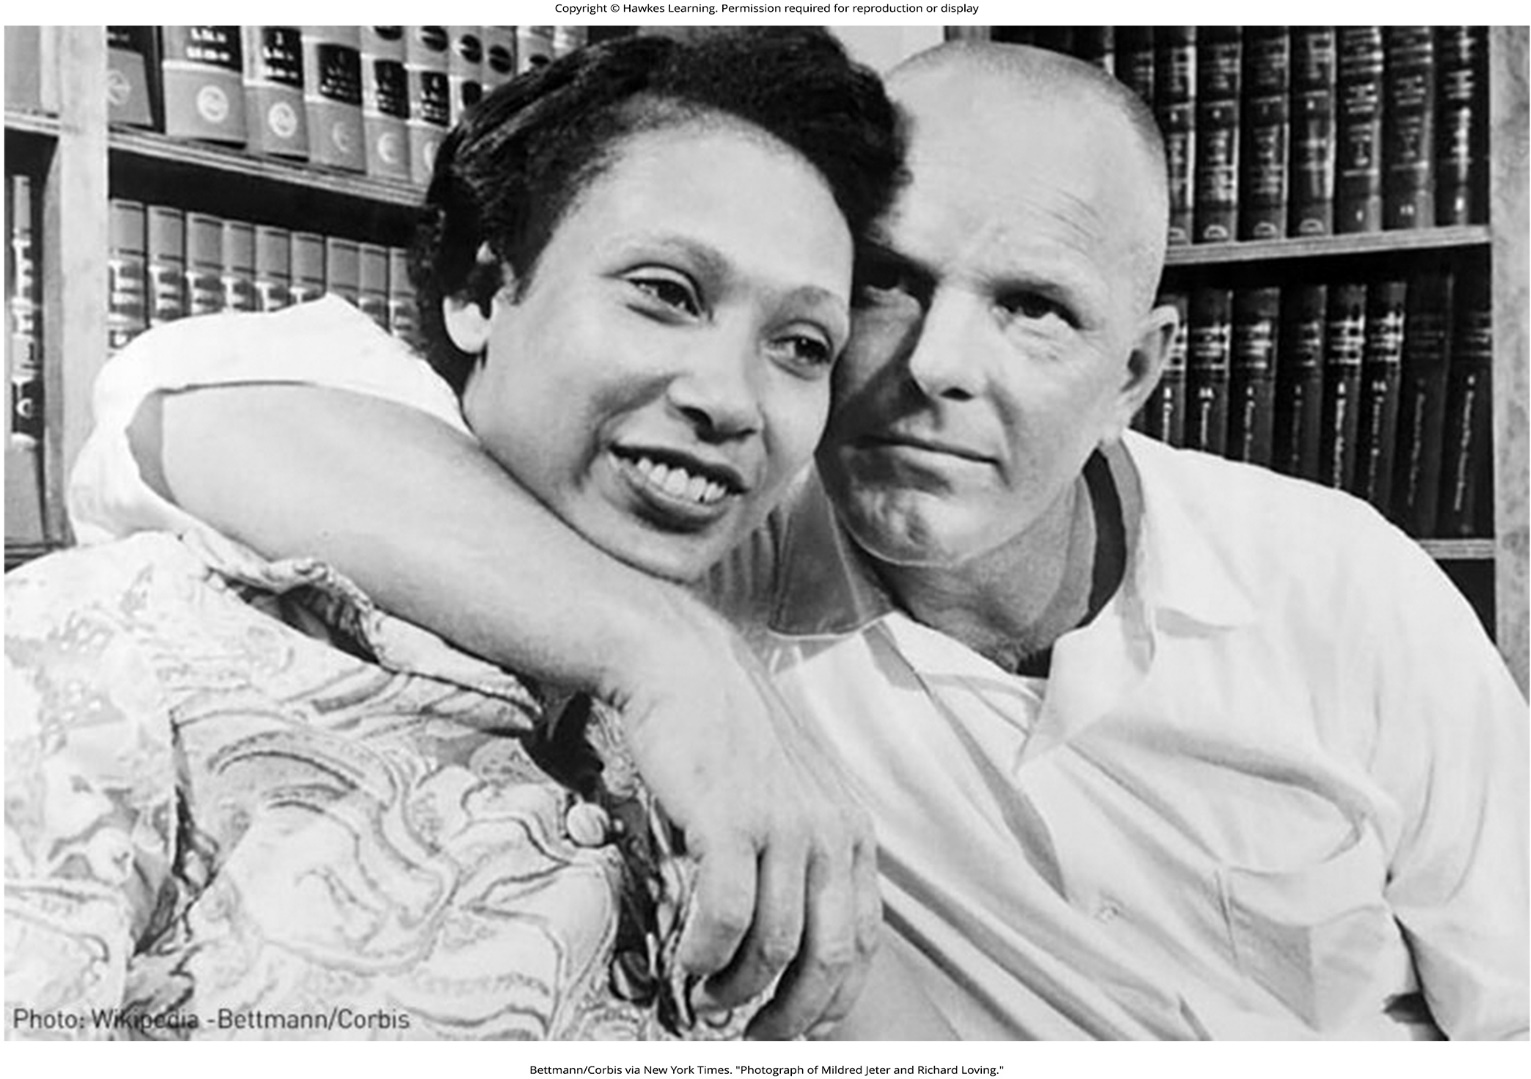 Copyright © Hawkes Learning. Permission required for reproduction or display
Photo: Wikipedia -Bettmann/Corbis
Bettmann/Corbis via New York Times. "Photograph of Mildred Jeter and Richard Loving."